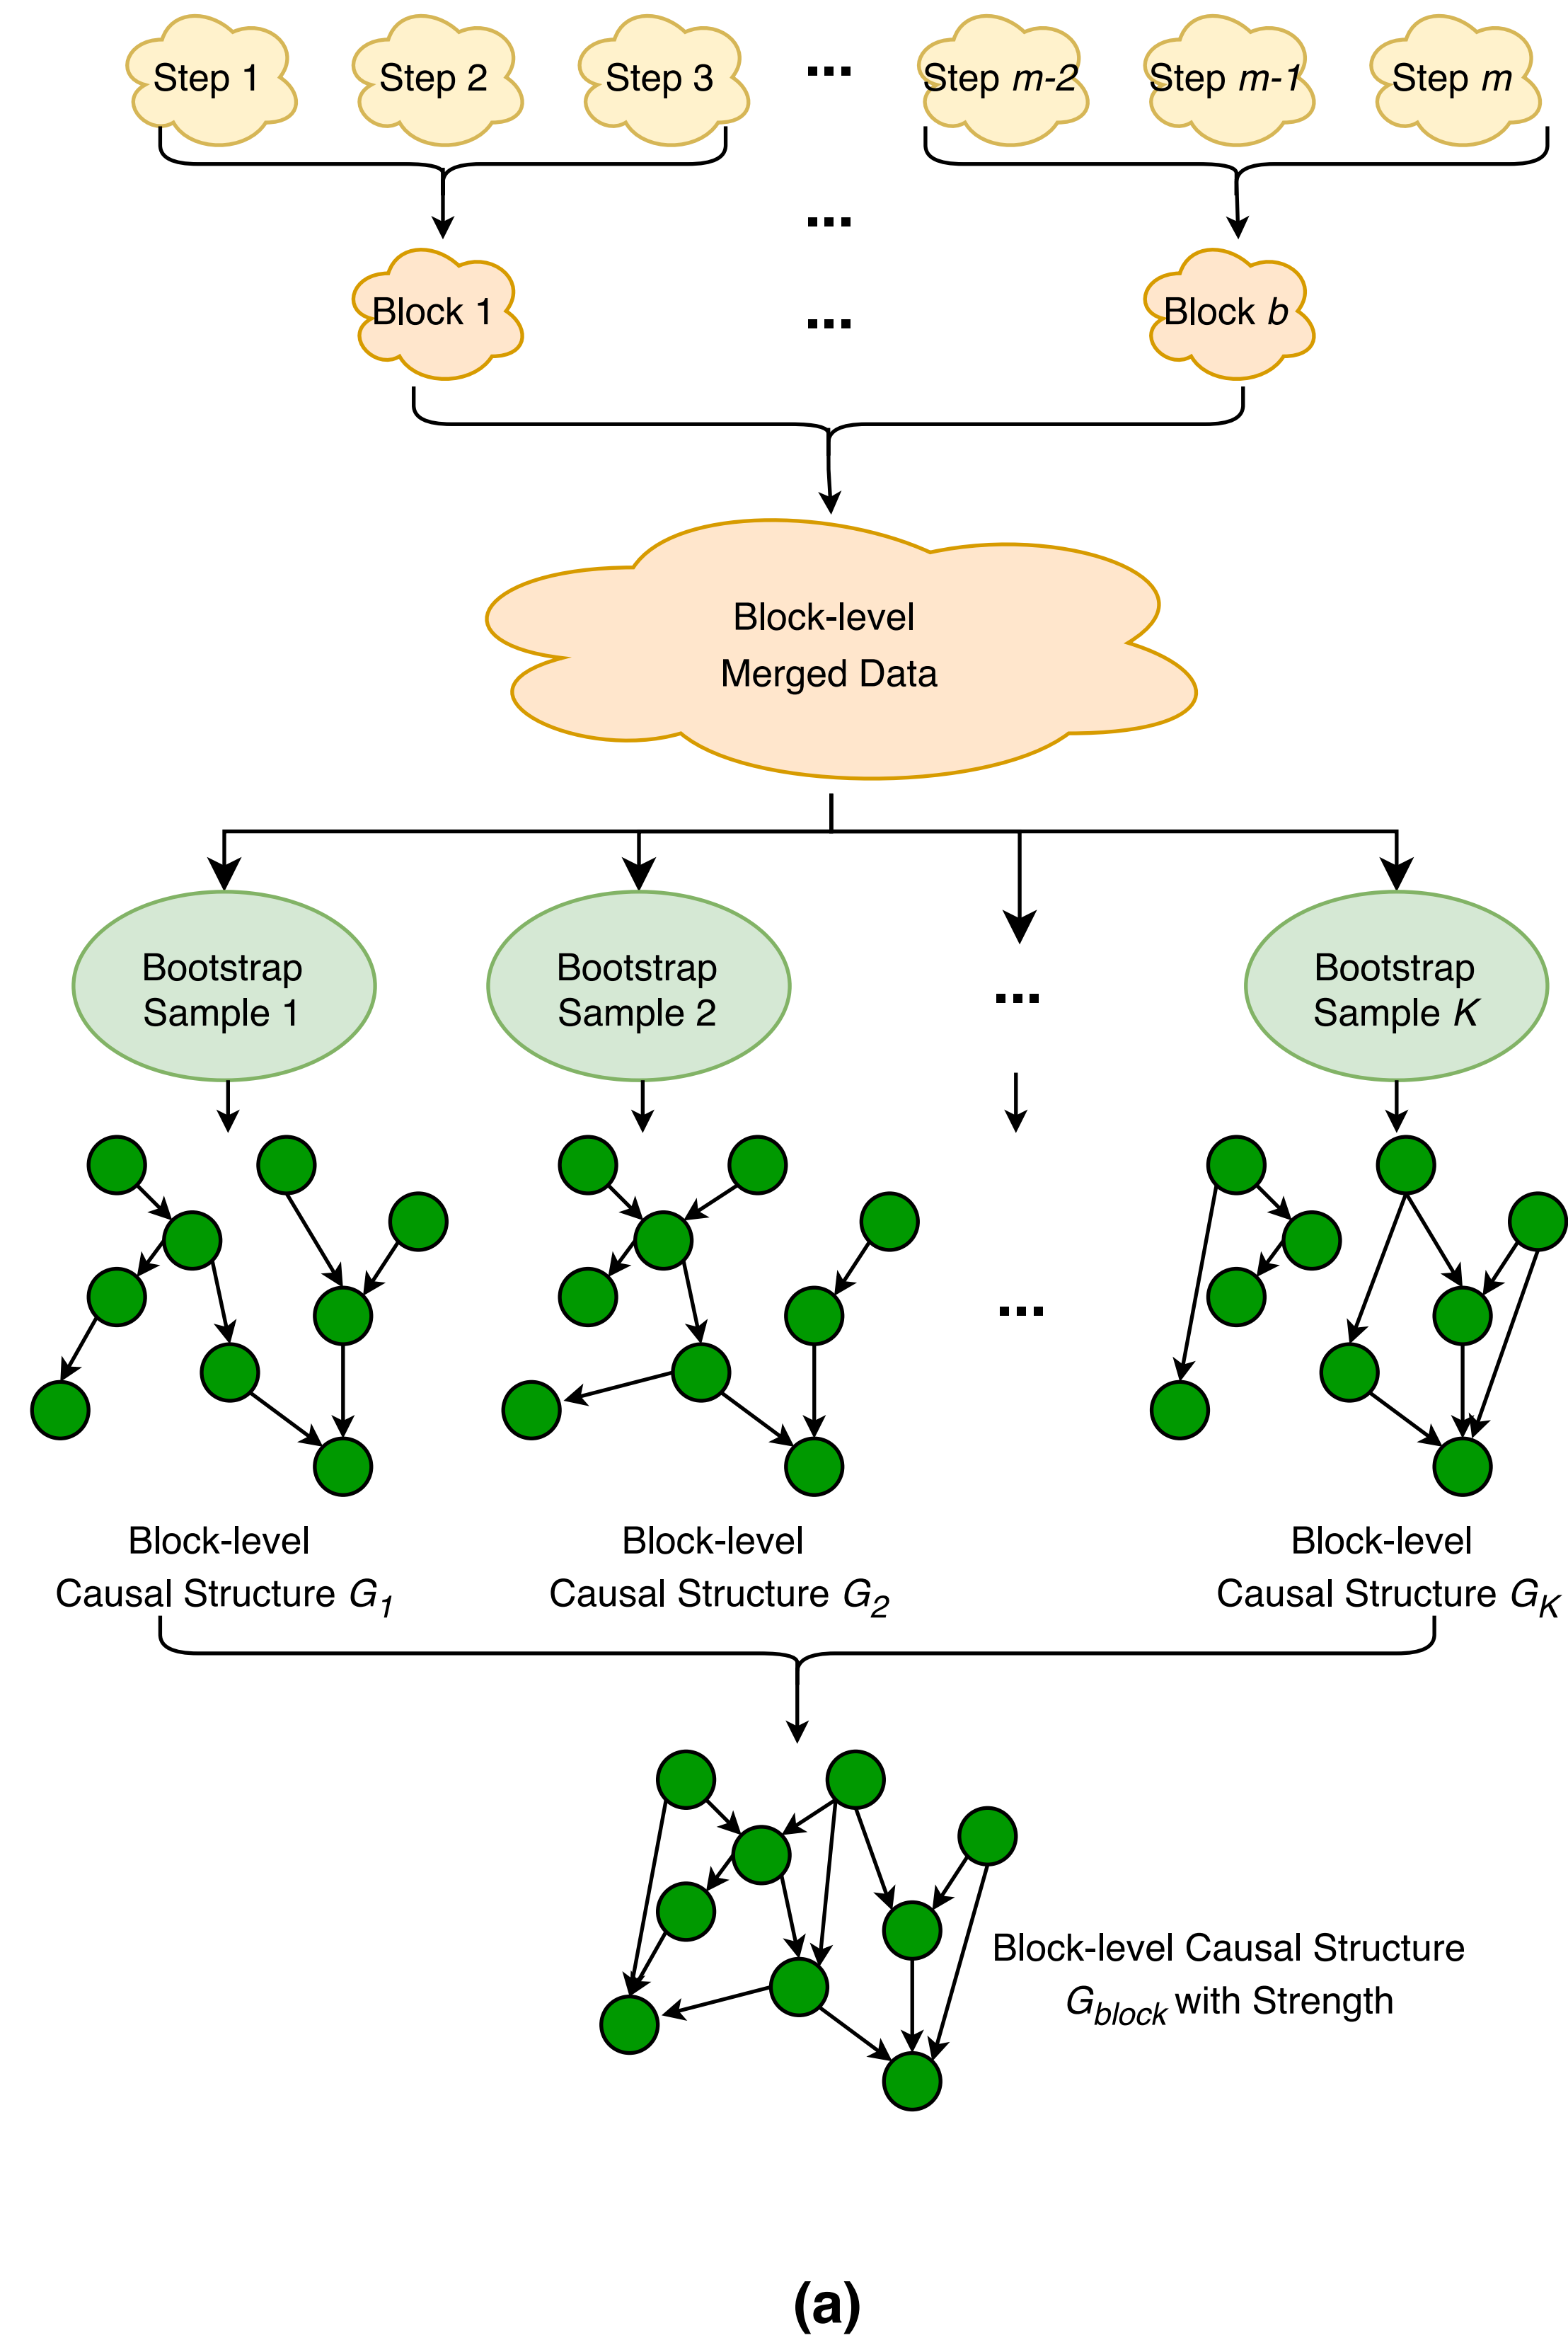 Step 1
Step 2
Step 3
...
Step m-2
Step m-1
Step m
...
Block 1
...
Block b
Block-level
Merged Data
Bootstrap
Sample 1
Bootstrap
Sample 2
...
Bootstrap
Sample K
...
Block-level
Causal Structure G1
Block-level
Causal Structure G2
Block-level
Causal Structure GK
Block-level Causal Structure
Gblock with Strength
(a)